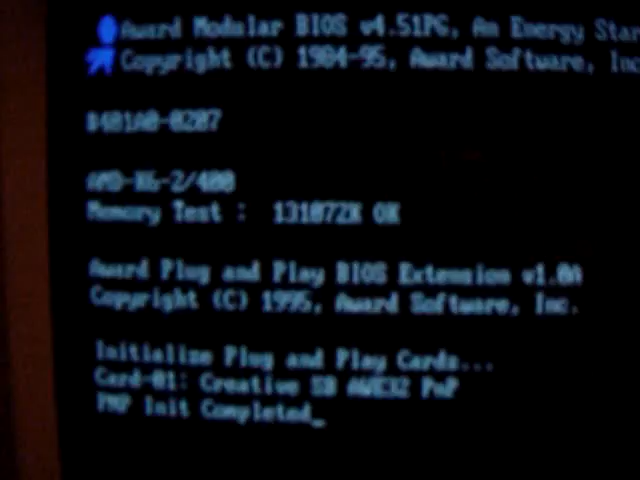 Award Modular BIOS v4.51PG, An Energy Star
Copyright (C) 1984-95, Award Software, Inc
AMD-K6-2/400
Memory Test : 131072K OK
Award Plug and Play BIOS Extension v1.0A
Copyright (C) 1995, Award Software, Inc.
Initialize Plug and Play Cards...
Card-01: Creative SB AWE32 PnP
PNP Init Completed_